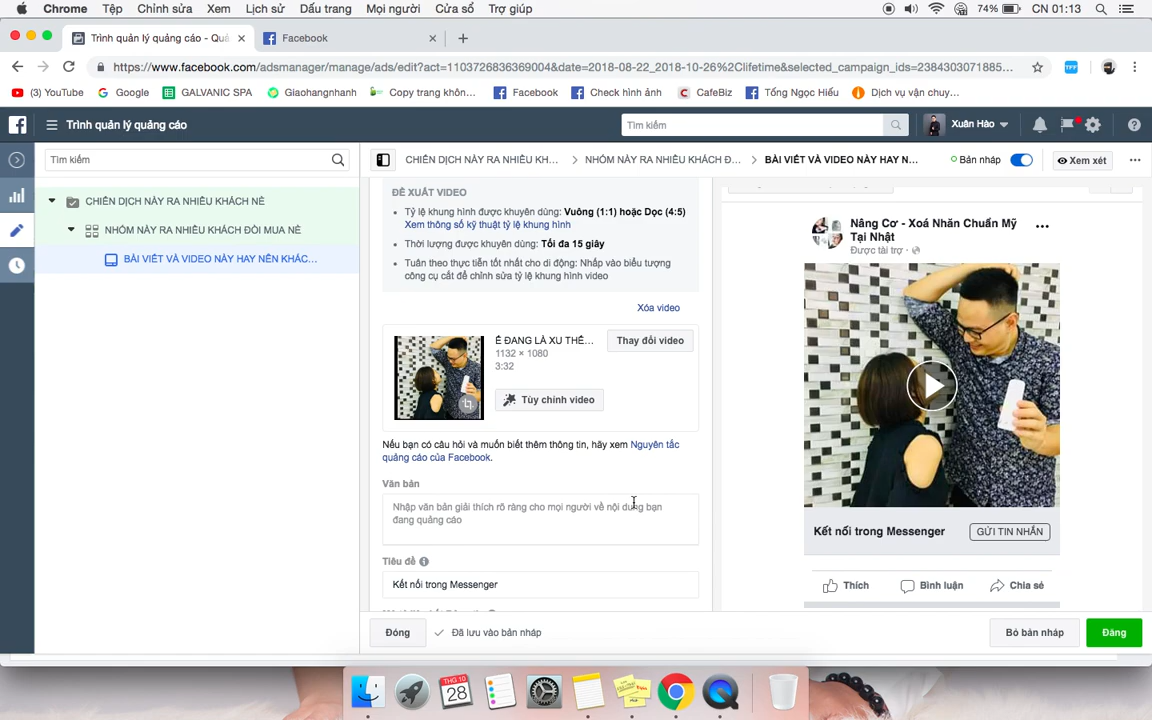 Chrome Tệp Chỉnh sửa Xem Lịch sử Dấu trang Mọi người Cửa sổ Trợ giúp 74% CN 01:13
Trình quản lý quảng cáo - Quả
Facebook
https://www.facebook.com/adsmanager/manage/ads/edit?act=1103726836369004&date=2018-08-22_2018-10-26%2Clifetime&selected_campaign_ids=2384303071885...
(3) YouTube Google GALVANIC SPA Giaohangnhanh Copy trang khôn... Facebook Check hình ảnh CafeBiz Tổng Ngọc Hiếu Dịch vụ vận chuy...
Trình quản lý quảng cáo
Tìm kiếm
Xuân Hào
Tìm kiếm
CHIẾN DỊCH NÀY RA NHIỀU KH... NHÓM NÀY RA NHIỀU KHÁCH Đ... BÀI VIẾT VÀ VIDEO NÀY HAY N... Bản nháp Xem xét
CHIẾN DỊCH NÀY RA NHIỀU KHÁCH NÈ
NHÓM NÀY RA NHIỀU KHÁCH ĐÒI MUA NÈ
BÀI VIẾT VÀ VIDEO NÀY HAY NÊN KHÁC...
ĐỀ XUẤT VIDEO
Tỷ lệ khung hình được khuyên dùng: Vuông (1:1) hoặc Dọc (4:5)
Xem thông số kỹ thuật tỷ lệ khung hình
Thời lượng được khuyên dùng: Tối đa 15 giây
Tuân theo thực tiễn tốt nhất cho di động: Nhấp vào biểu tượng
công cụ cắt để chỉnh sửa tỷ lệ khung hình video
Xóa video
Ê ĐANG LÀ XU THẾ...
1132 × 1080
3:32
Thay đổi video
Tùy chỉnh video
Nếu bạn có câu hỏi và muốn biết thêm thông tin, hãy xem Nguyên tắc
quảng cáo của Facebook.
Văn bản
Nhập văn bản giải thích rõ ràng cho mọi người về nội dung bạn
đang quảng cáo
Tiêu đề
Kết nối trong Messenger
Đóng
Đã lưu vào bản nháp
Bỏ bản nháp
Đăng
Nâng Cơ - Xoá Nhăn Chuẩn Mỹ
Tại Nhật
Được tài trợ
Kết nối trong Messenger
GỬI TIN NHẮN
Thích Bình luận Chia sẻ
THG 10
28